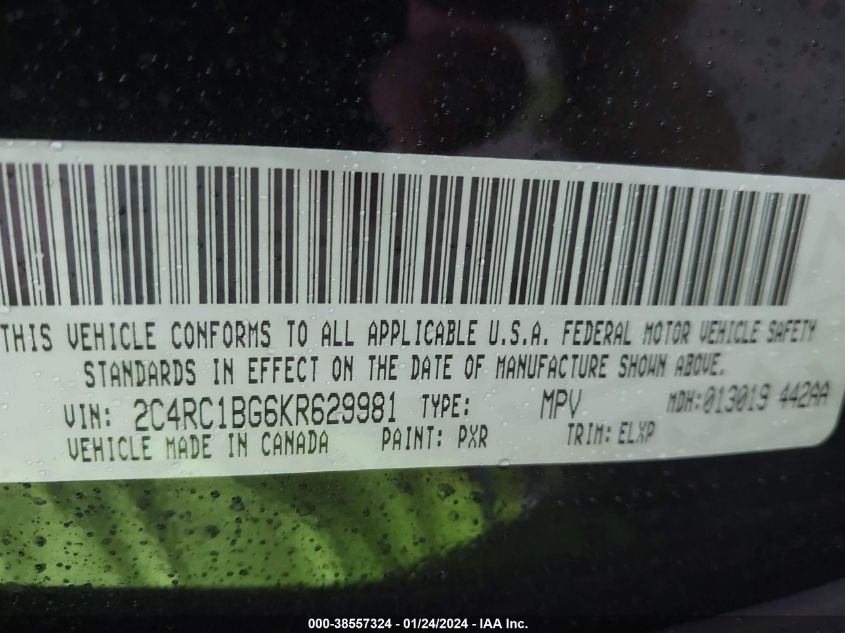 THIS VEHICLE CONFORMS TO ALL APPLICABLE U.S.A. FEDERAL MOTOR VEHICLE SAFETY
STANDARDS IN EFFECT ON THE DATE OF MANUFACTURE SHOWN ABOVE.
VIN: 2C4RC1BG6KR629981 TYPE: MPV MDH:013019 442AA
VEHICLE MADE IN CANADA PAINT: PXR TRIM: ELXP
000-38557324 / 01/24/2024 - IAA Inc.